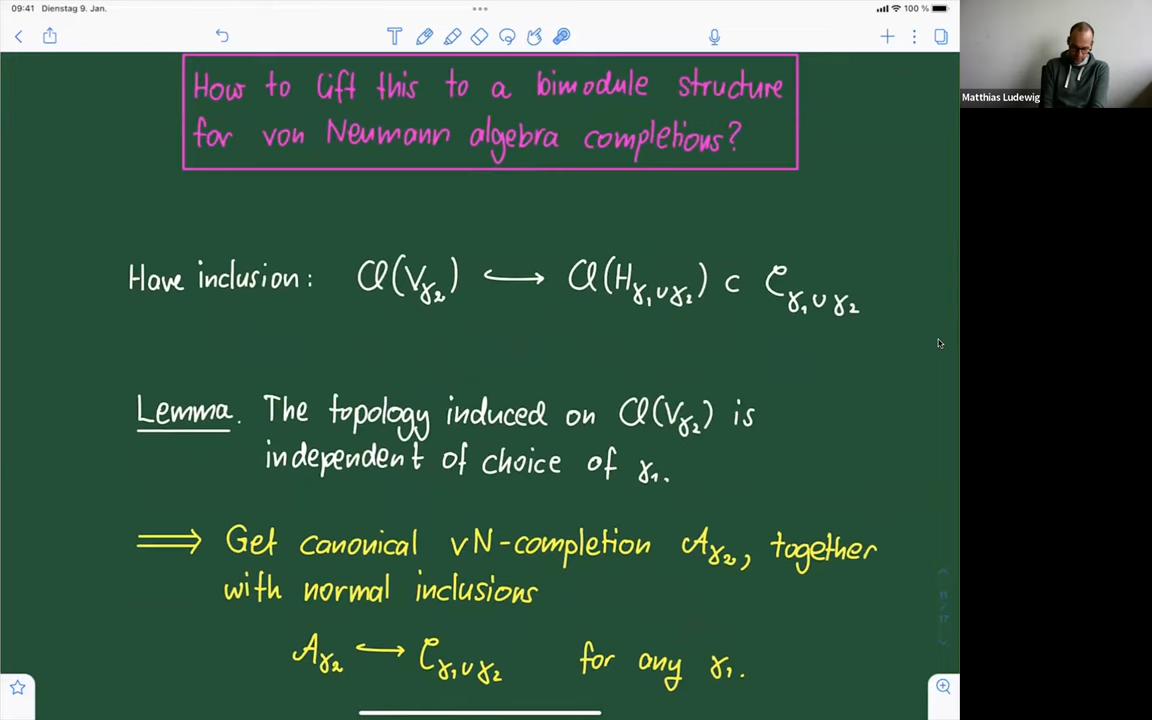 09:41 Dienstag 9. Jan.
100 %
How to lift this to a bimodule structure
for von Neumann algebra completions?
Matthias Ludewig
Have inclusion: Cl(V_γ₂) ⟷ Cl(H_γ₁∪γ₂) ⊂ 𝒞_γ₁∪γ₂
Lemma. The topology induced on Cl(V_γ₂) is
independent of choice of γ₁.
⟹ Get canonical vN-completion 𝒜_γ₂, together
with normal inclusions
𝒜_γ₂ ⟷ 𝒞_γ₁∪γ₂ for any γ₁.